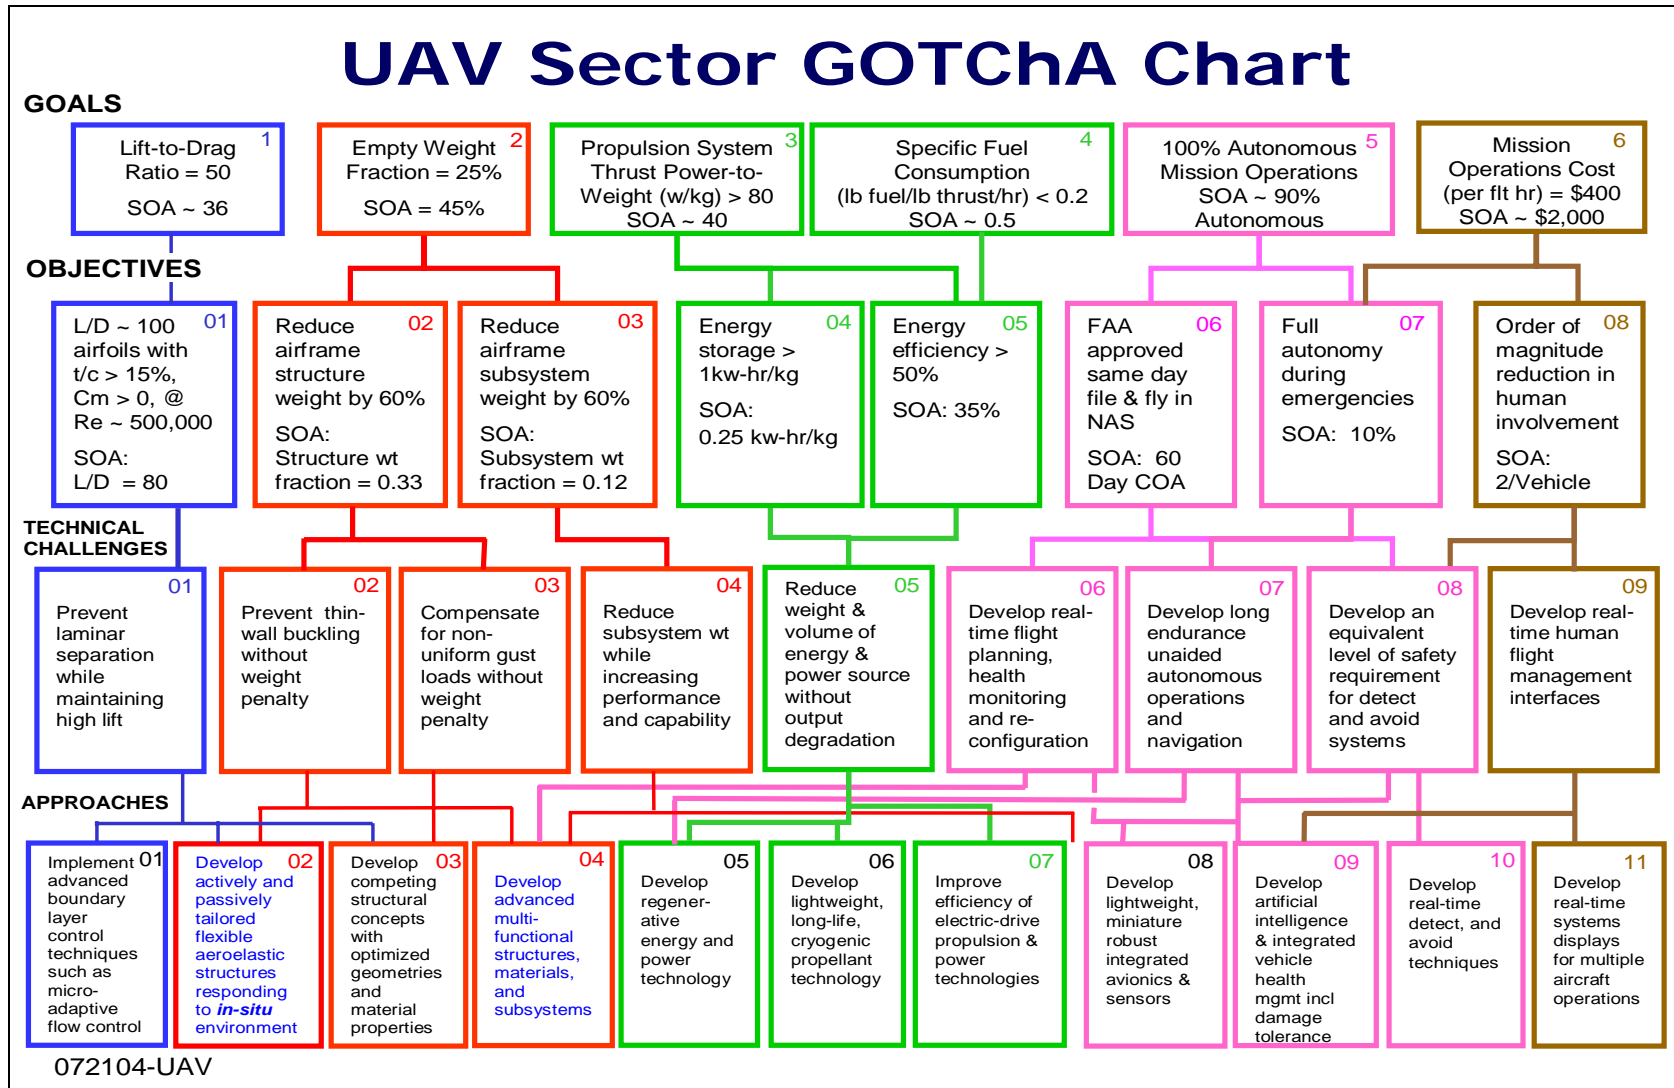 UAV Sector GOTChA Chart
GOALS
1
Lift-to-Drag
Ratio = 50
SOA ~ 36
2
Empty Weight
Fraction = 25%
SOA = 45%
3
Propulsion System
Thrust Power-to-
Weight (w/kg) > 80
SOA ~ 40
4
Specific Fuel
Consumption
(lb fuel/lb thrust/hr) < 0.2
SOA ~ 0.5
5
100% Autonomous
Mission Operations
SOA ~ 90%
Autonomous
6
Mission
Operations Cost
(per flt hr) = $400
SOA ~ $2,000
OBJECTIVES
01
L/D ~ 100
airfoils with
t/c > 15%,
Cm > 0, @
Re ~ 500,000
SOA:
L/D = 80
02
Reduce
airframe
structure
weight by 60%
SOA:
Structure wt
fraction = 0.33
03
Reduce
airframe
subsystem
weight by 60%
SOA:
Subsystem wt
fraction = 0.12
04
Energy
storage >
1kw-hr/kg
SOA:
0.25 kw-hr/kg
05
Energy
efficiency >
50%
SOA: 35%
06
FAA
approved
same day
file & fly in
NAS
SOA: 60
Day COA
07
Full
autonomy
during
emergencies
SOA: 10%
08
Order of
magnitude
reduction in
human
involvement
SOA:
2/Vehicle
TECHNICAL
CHALLENGES
01
Prevent
laminar
separation
while
maintaining
high lift
02
Prevent thin-
wall buckling
without
weight
penalty
03
Compensate
for non-
uniform gust
loads without
weight
penalty
04
Reduce
subsystem wt
while
increasing
performance
and capability
05
Reduce
weight &
volume of
energy &
power source
without
output
degradation
06
Develop real-
time flight
planning,
health
monitoring
and re-
configuration
07
Develop long
endurance
unaided
autonomous
operations
and
navigation
08
Develop an
equivalent
level of safety
requirement
for detect
and avoid
systems
09
Develop real-
time human
flight
management
interfaces
APPROACHES
01
Implement
advanced
boundary
layer
control
techniques
such as
micro-
adaptive
flow control
02
Develop
actively and
passively
tailored
flexible
aeroelastic
structures
responding
to in-situ
environment
03
Develop
competing
structural
concepts
with
optimized
geometries
and
material
properties
04
Develop
advanced
multi-
functional
structures,
materials,
and
subsystems
05
Develop
regener-
ative
energy and
power
technology
06
Develop
lightweight,
long-life,
cryogenic
propellant
technology
07
Improve
efficiency of
electric-drive
propulsion &
power
technologies
08
Develop
lightweight,
miniature
robust
integrated
avionics &
sensors
09
Develop
artificial
intelligence
& integrated
vehicle
health
mgmt incl
damage
tolerance
10
Develop
real-time
detect, and
avoid
techniques
11
Develop
real-time
systems
displays
for multiple
aircraft
operations
072104-UAV